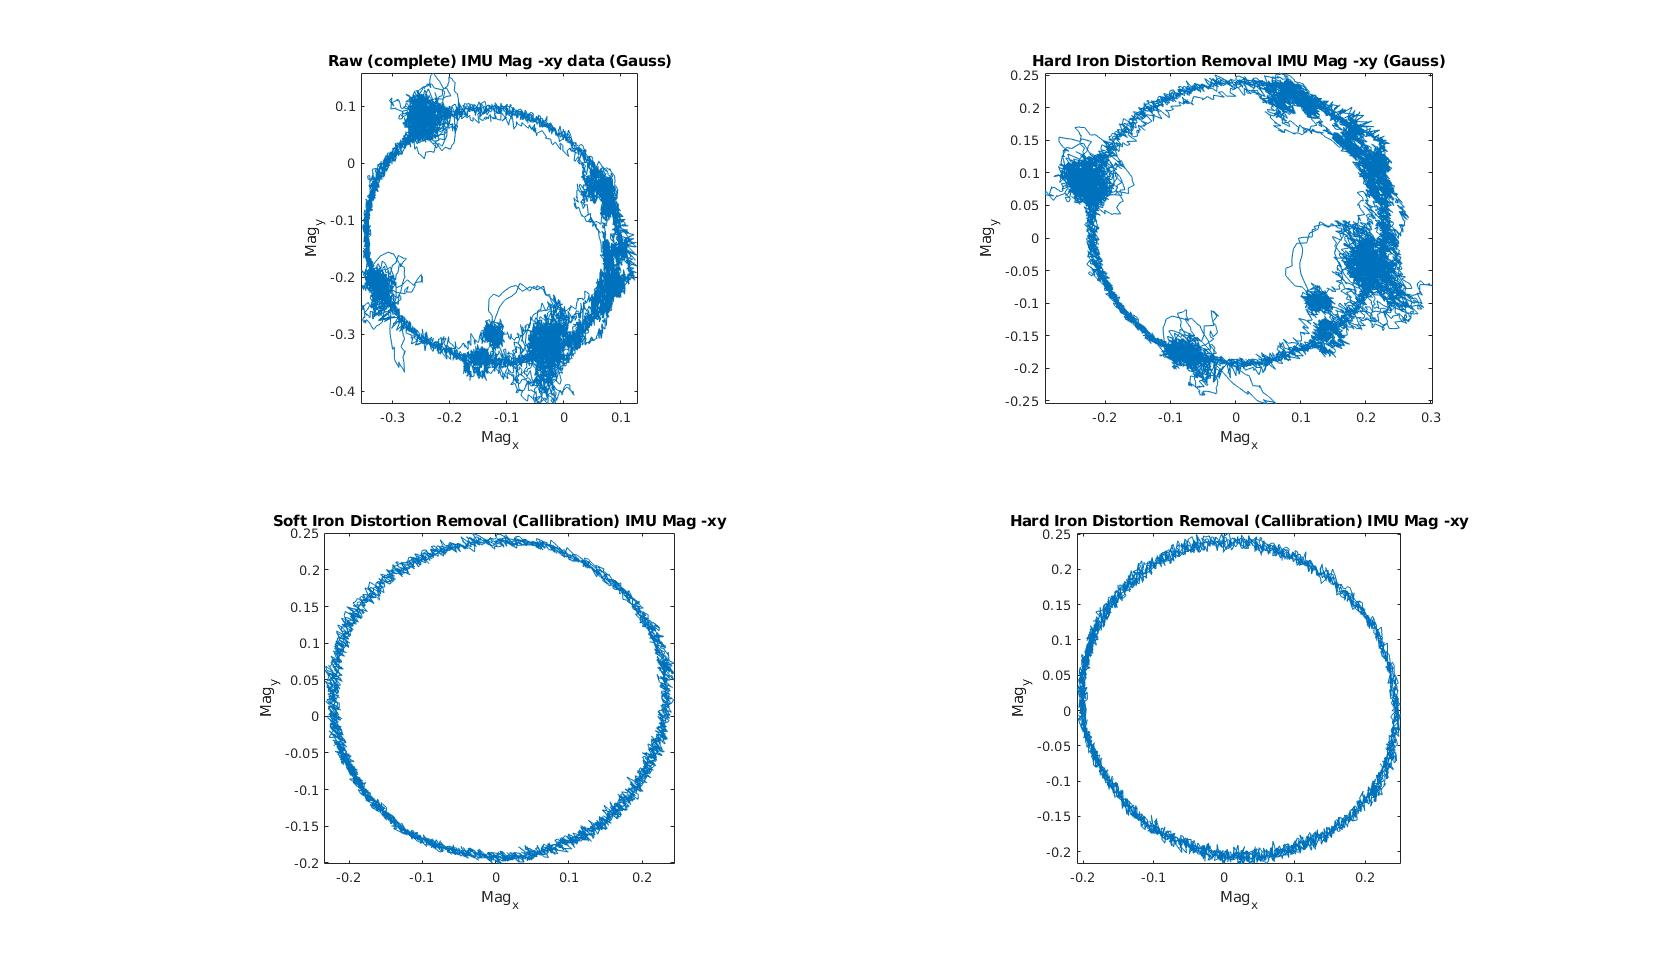 Raw (complete) IMU Mag -xy data (Gauss)
0.1
0
-0.1
-0.2
-0.3
-0.4
Mag_y
-0.3 -0.2 -0.1 0 0.1
Mag_x
Hard Iron Distortion Removal IMU Mag -xy (Gauss)
0.25
0.2
0.15
0.1
0.05
0
-0.05
-0.1
-0.15
-0.2
-0.25
Mag_y
-0.2 -0.1 0 0.1 0.2 0.3
Mag_x
Soft Iron Distortion Removal (Callibration) IMU Mag -xy
0.25
0.2
0.15
0.1
0.05
0
-0.05
-0.1
-0.15
-0.2
Mag_y
-0.2 -0.1 0 0.1 0.2
Mag_x
Hard Iron Distortion Removal (Callibration) IMU Mag -xy
0.25
0.2
0.15
0.1
0.05
0
-0.05
-0.1
-0.15
-0.2
Mag_y
-0.2 -0.1 0 0.1 0.2
Mag_x